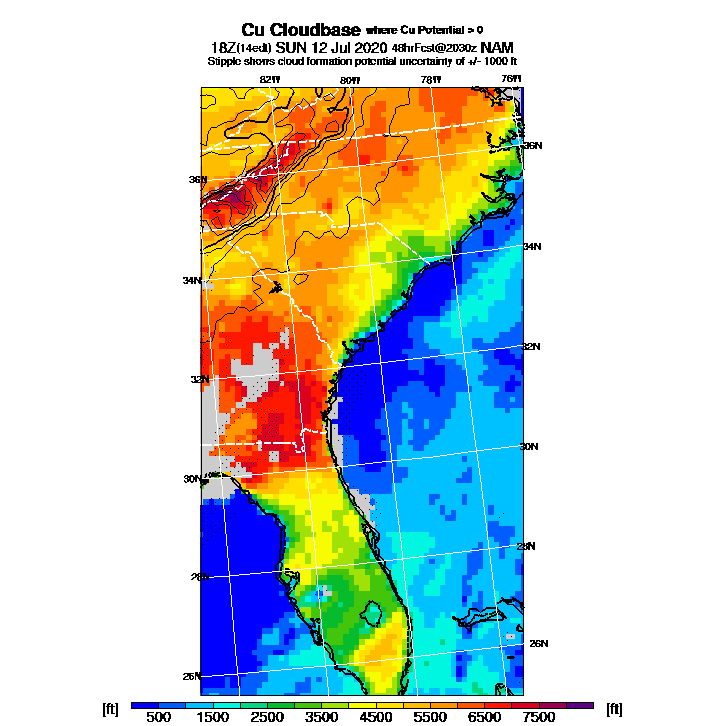 Cu Cloudbase where Cu Potential > 0
18Z(14edt) SUN 12 Jul 2020 48hrFcst@2030z NAM
Stipple shows cloud formation potential uncertainty of +/- 1000 ft
82W 80W 78W 76W
36N
36N
34N
34N
32N
32N
30N
30N
28N
28N
26N
26N
[ft] 500 1500 2500 3500 4500 5500 6500 7500 [ft]